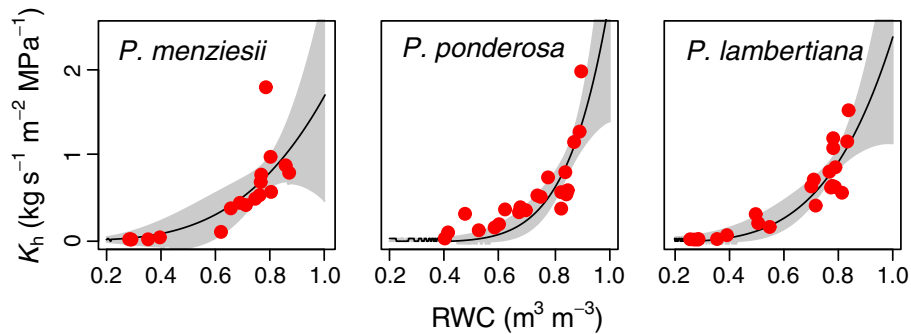 P. menziesii P. ponderosa P. lambertiana
2
1
0
Kh (kg s−1 m−2 MPa−1)
0.2 0.4 0.6 0.8 1.0 0.2 0.4 0.6 0.8 1.0 0.2 0.4 0.6 0.8 1.0
RWC (m3 m−3)